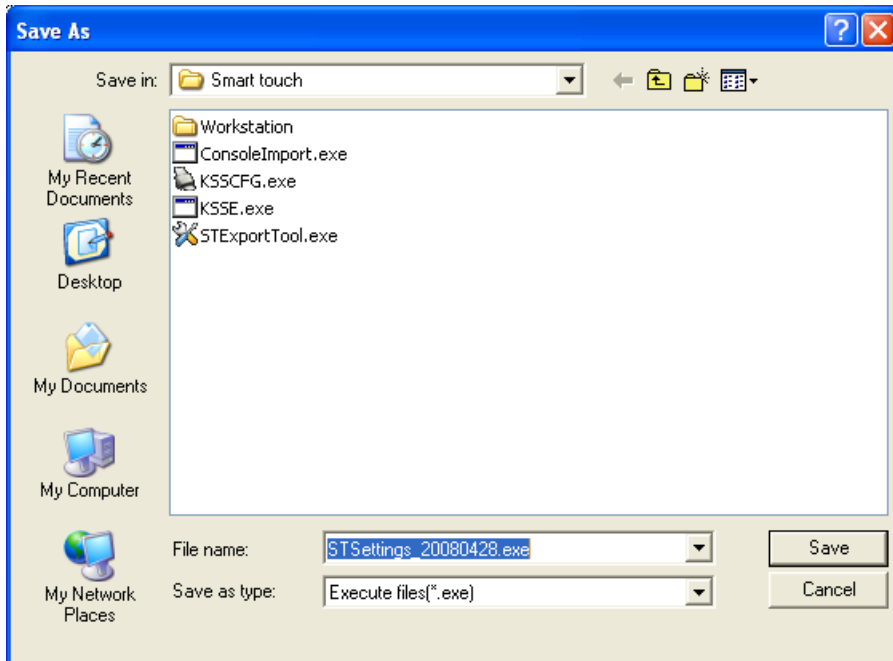 Save As
Save in:
Smart touch
My Recent
Documents
Desktop
My Documents
My Computer
My Network
Places
Workstation
ConsoleImport.exe
KSSCFG.exe
KSSE.exe
STExportTool.exe
File name:
STSettings_20080428.exe
Save
Save as type:
Execute files(*.exe)
Cancel